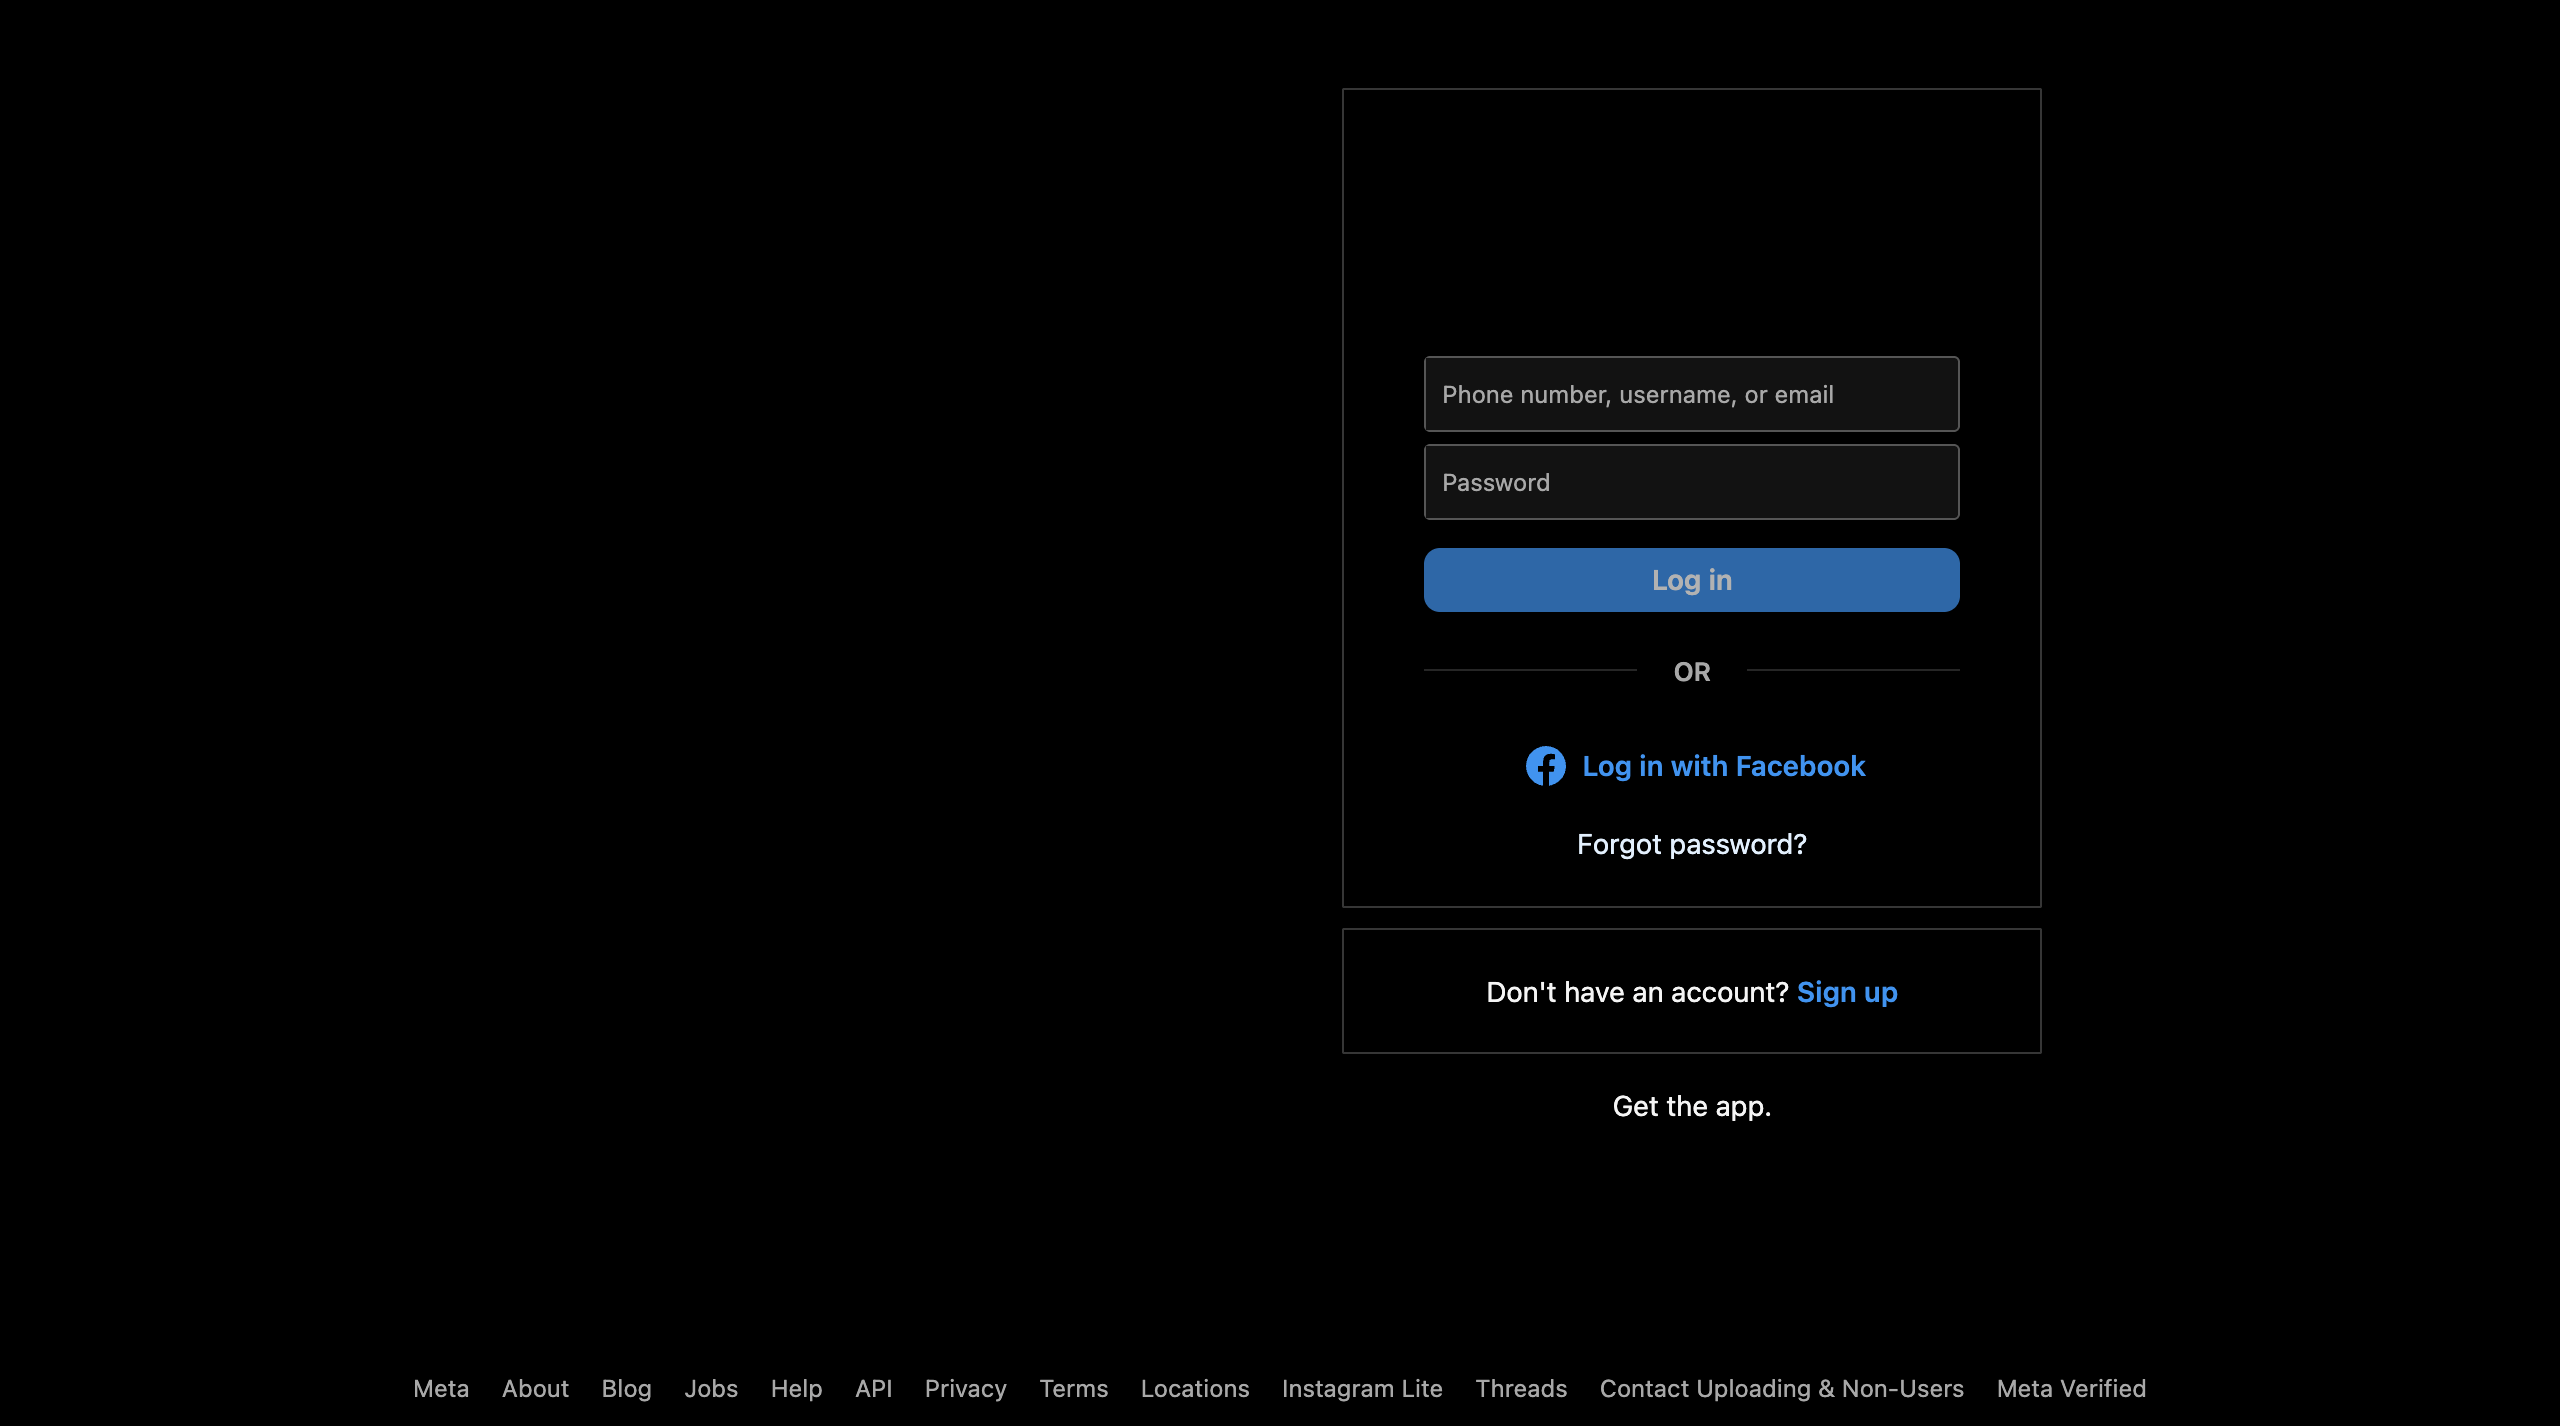 Phone number, username, or email
Password
Log in
OR
Log in with Facebook
Forgot password?
Don't have an account? Sign up
Get the app.
Meta About Blog Jobs Help API Privacy Terms Locations Instagram Lite Threads Contact Uploading & Non-Users Meta Verified